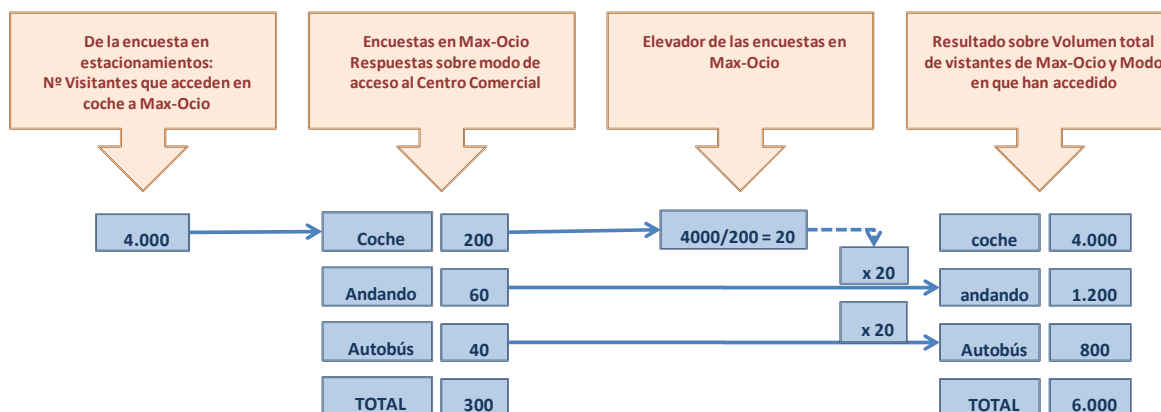 De la encuesta en
estacionamientos:
Nº Visitantes que acceden en
coche a Max-Ocio
Encuestas en Max-Ocio
Respuestas sobre modo de
acceso al Centro Comercial
Elevador de las encuestas en
Max-Ocio
Resultado sobre Volumen total
de vistantes de Max-Ocio y Modo
en que han accedido
4.000
Coche
200
4000/200 = 20
coche
4.000
x 20
Andando
60
andando
1.200
x 20
Autobús
40
Autobús
800
TOTAL
300
TOTAL
6.000